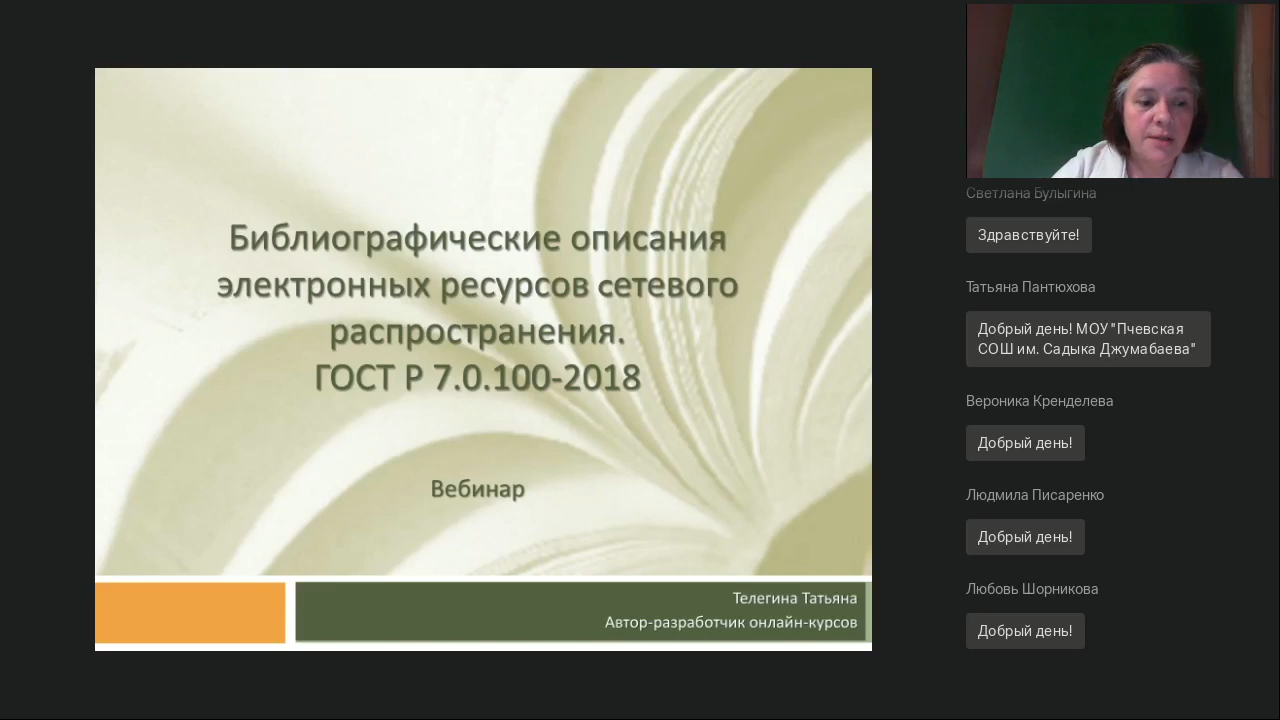 Библиографические описания
электронных ресурсов сетевого
распространения.
ГОСТ Р 7.0.100-2018
Вебинар
Телегина Татьяна
Автор-разработчик онлайн-курсов
Светлана Булыгина
Здравствуйте!
Татьяна Пантюхова
Добрый день! МОУ "Пчевская
СОШ им. Садыка Джумабаева"
Вероника Кренделева
Добрый день!
Людмила Писаренко
Добрый день!
Любовь Шорникова
Добрый день!